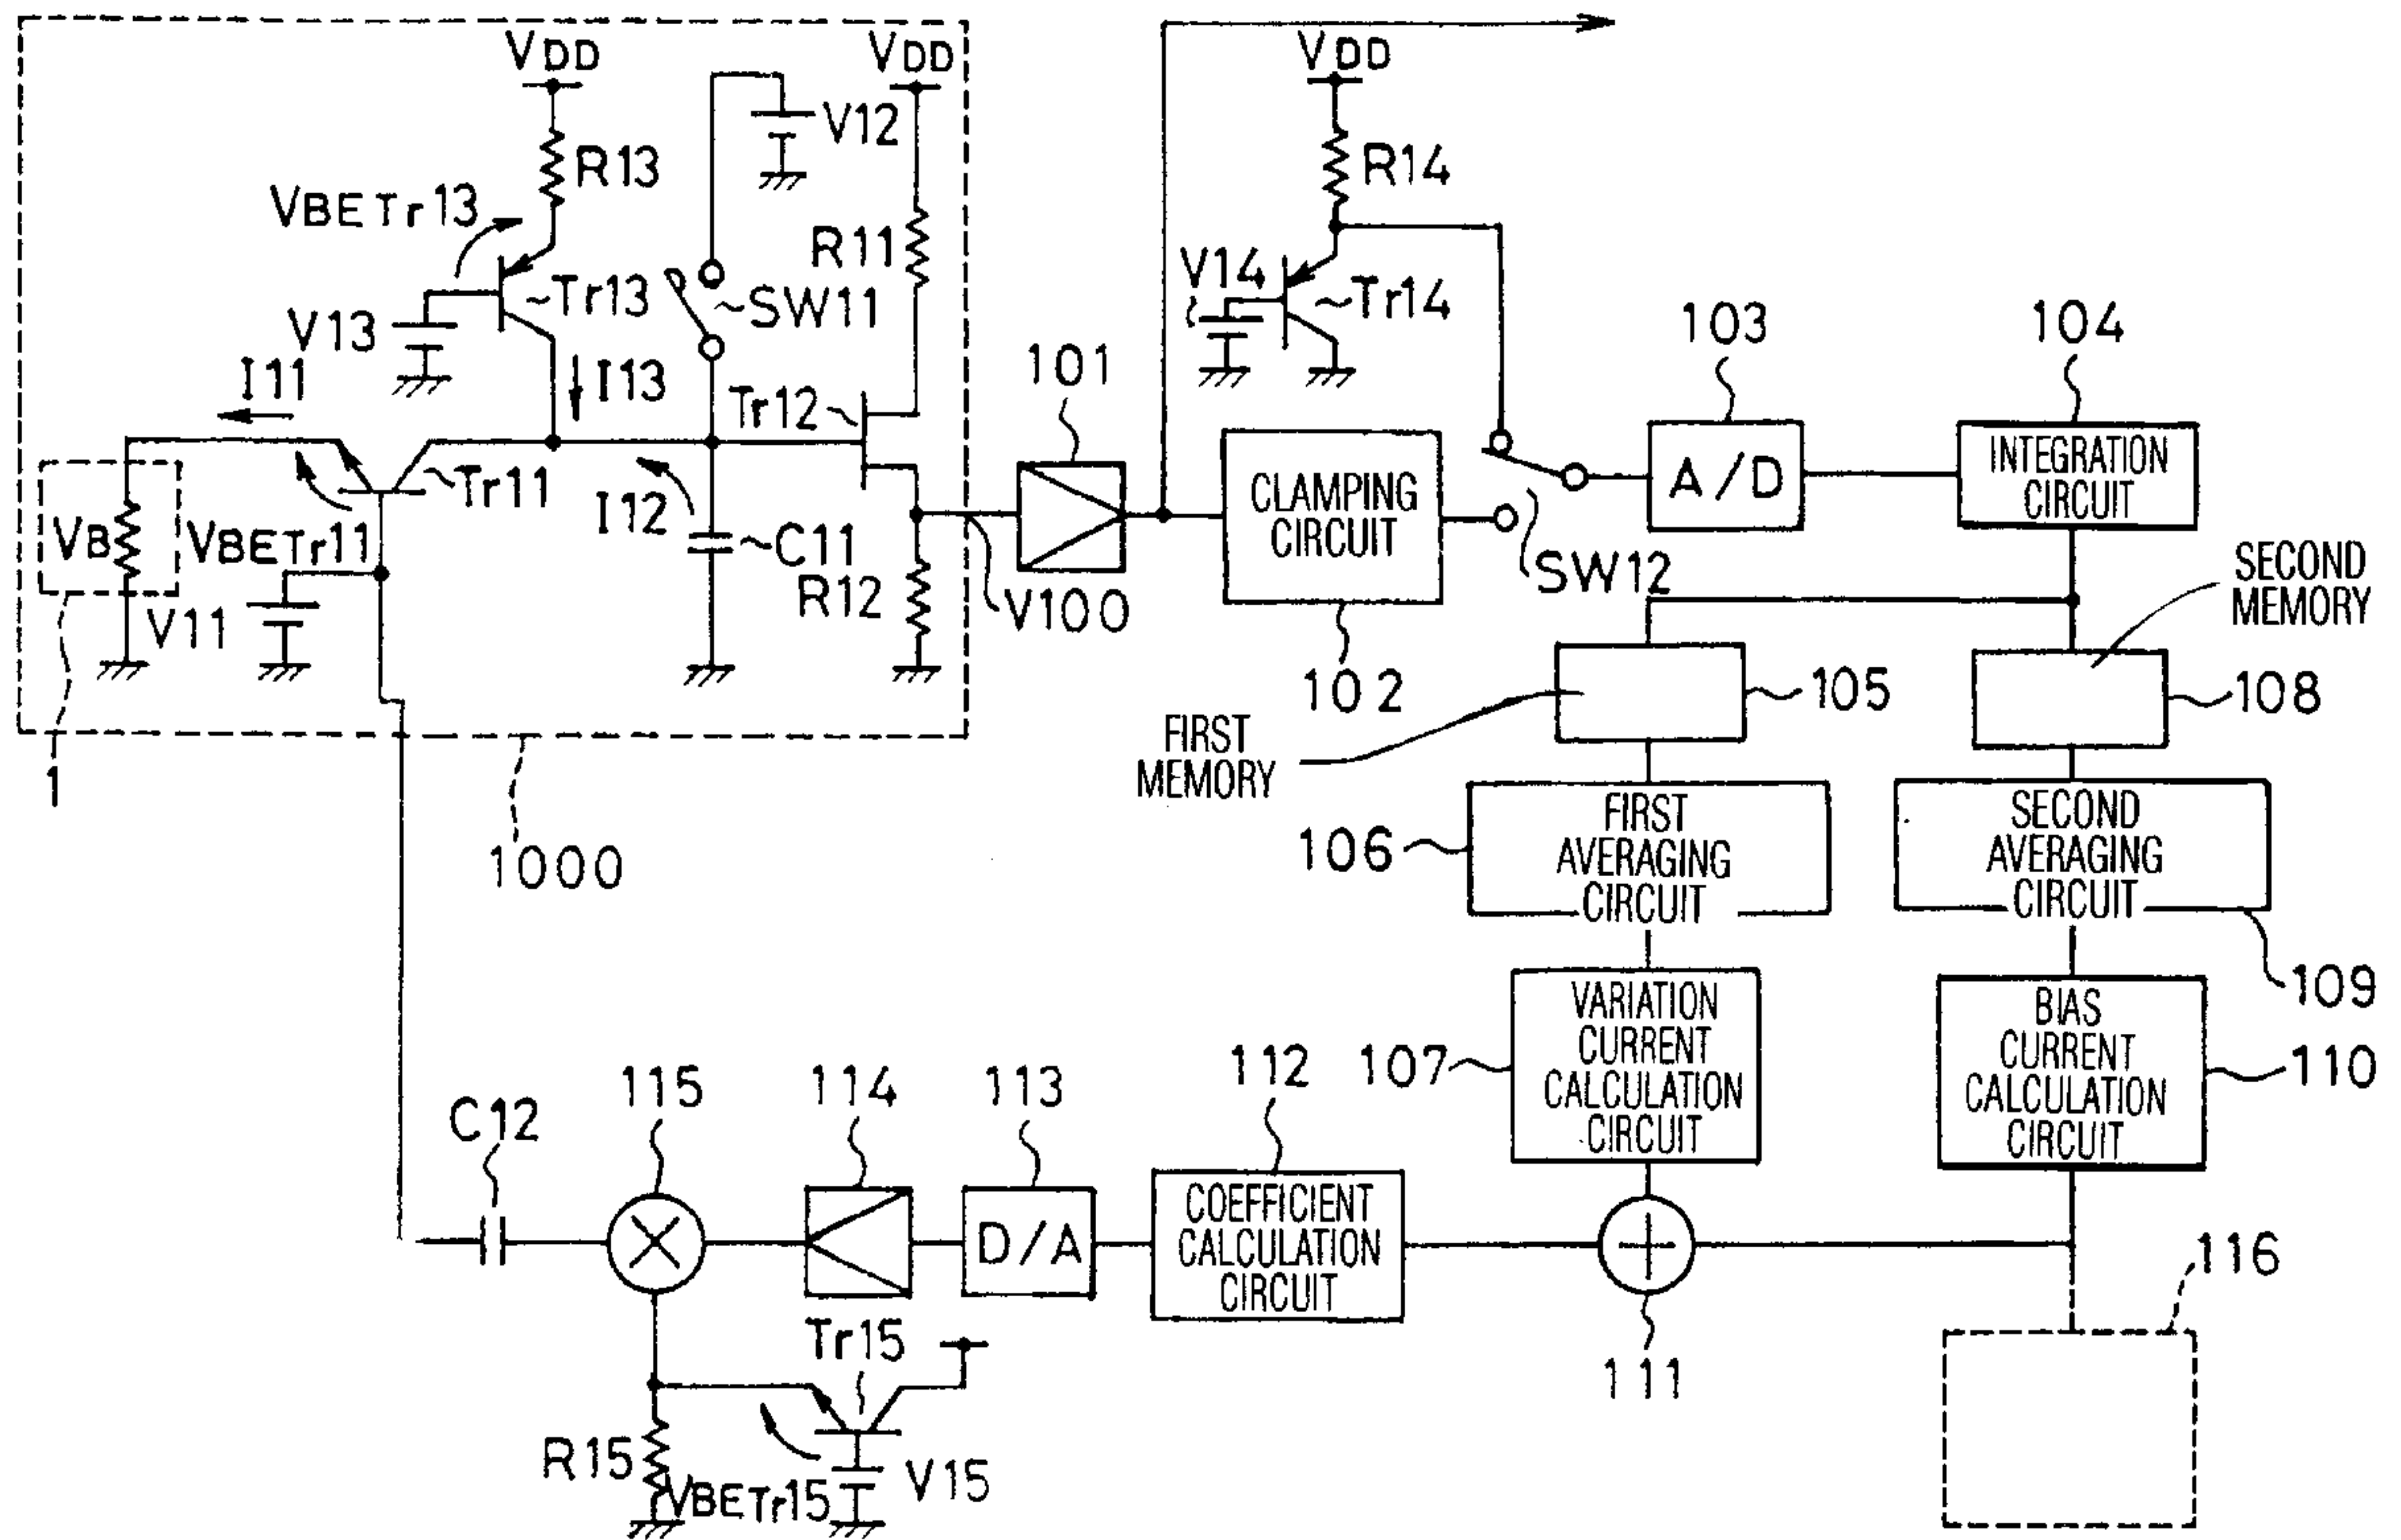 VDD
VDD
VDD
V12
R13
R14
VBETr13
R11
V14
Tr13
SW11
Tr14
V13
103
104
I11
I13
101
Tr12
INTEGRATION
CIRCUIT
A/D
CLAMPING
CIRCUIT
Tr11
I12
VB
VBETr11
C11
SW12
SECOND
MEMORY
R12
V100
V11
102
105
108
FIRST
MEMORY
1
FIRST
AVERAGING
CIRCUIT
SECOND
AVERAGING
CIRCUIT
106
1000
109
VARIATION
CURRENT
CALCULATION
CIRCUIT
BIAS
CURRENT
CALCULATION
CIRCUIT
107
110
112
115
114
113
C12
COEFFICIENT
CALCULATION
CIRCUIT
D/A
116
Tr15
111
R15
VBETr15
V15